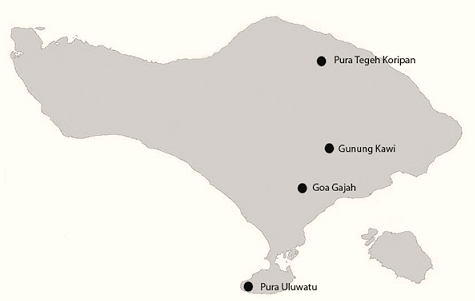 Pura Tegeh Koripan
Gunung Kawi
Goa Gajah
Pura Uluwatu